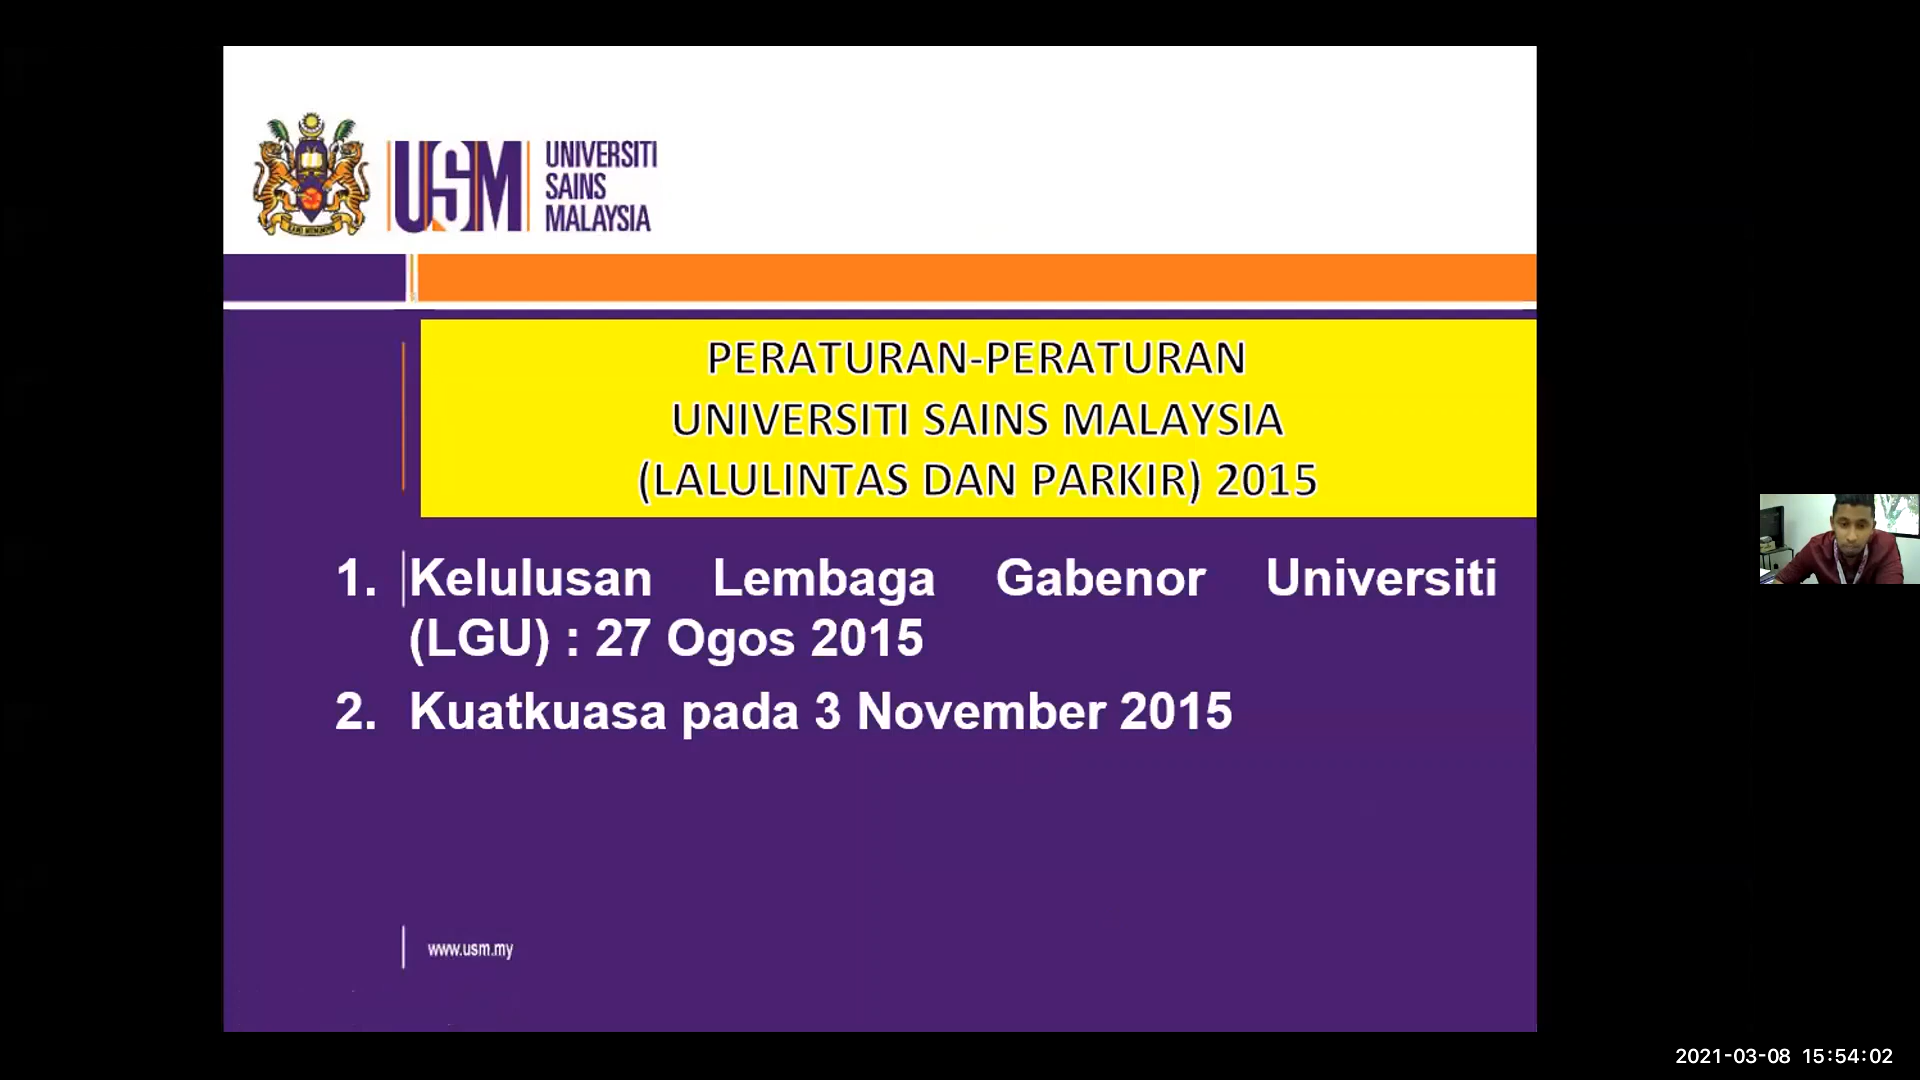 USM
UNIVERSITI
SAINS
MALAYSIA
PERATURAN-PERATURAN
UNIVERSITI SAINS MALAYSIA
(LALULINTAS DAN PARKIR) 2015
1. Kelulusan Lembaga Gabenor Universiti
(LGU) : 27 Ogos 2015
2. Kuatkuasa pada 3 November 2015
www.usm.my
2021-03-08 15:54:02